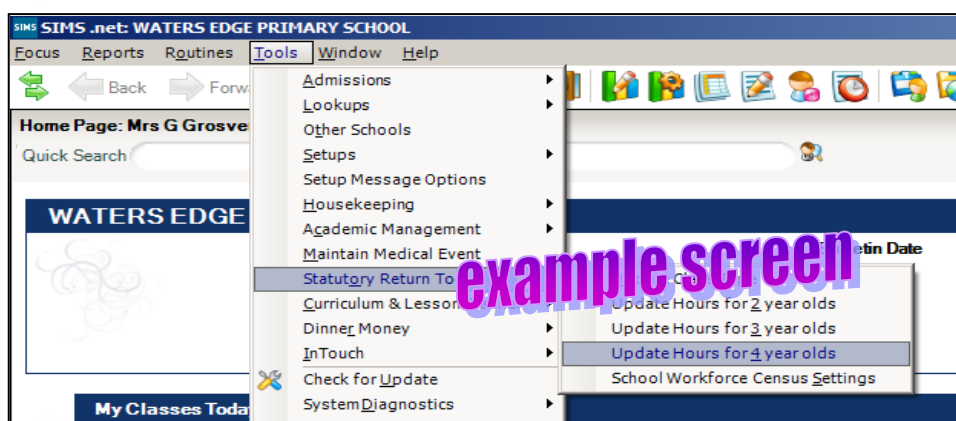 SIMS SIMS .net: WATERS EDGE PRIMARY SCHOOL
Focus Reports Routines Tools Window Help
Back Forw
Home Page: Mrs G Grosve
Quick Search
WATERS EDGE
Admissions
Lookups
Other Schools
Setups
Setup Message Options
Housekeeping
Academic Management
Maintain Medical Event
Statutory Return To
Curriculum & Lesson
Dinner Money
InTouch
Check for Update
System Diagnostics
example screen
Date
Update Hours for 2 year olds
Update Hours for 3 year olds
Update Hours for 4 year olds
School Workforce Census Settings
My Classes Toda